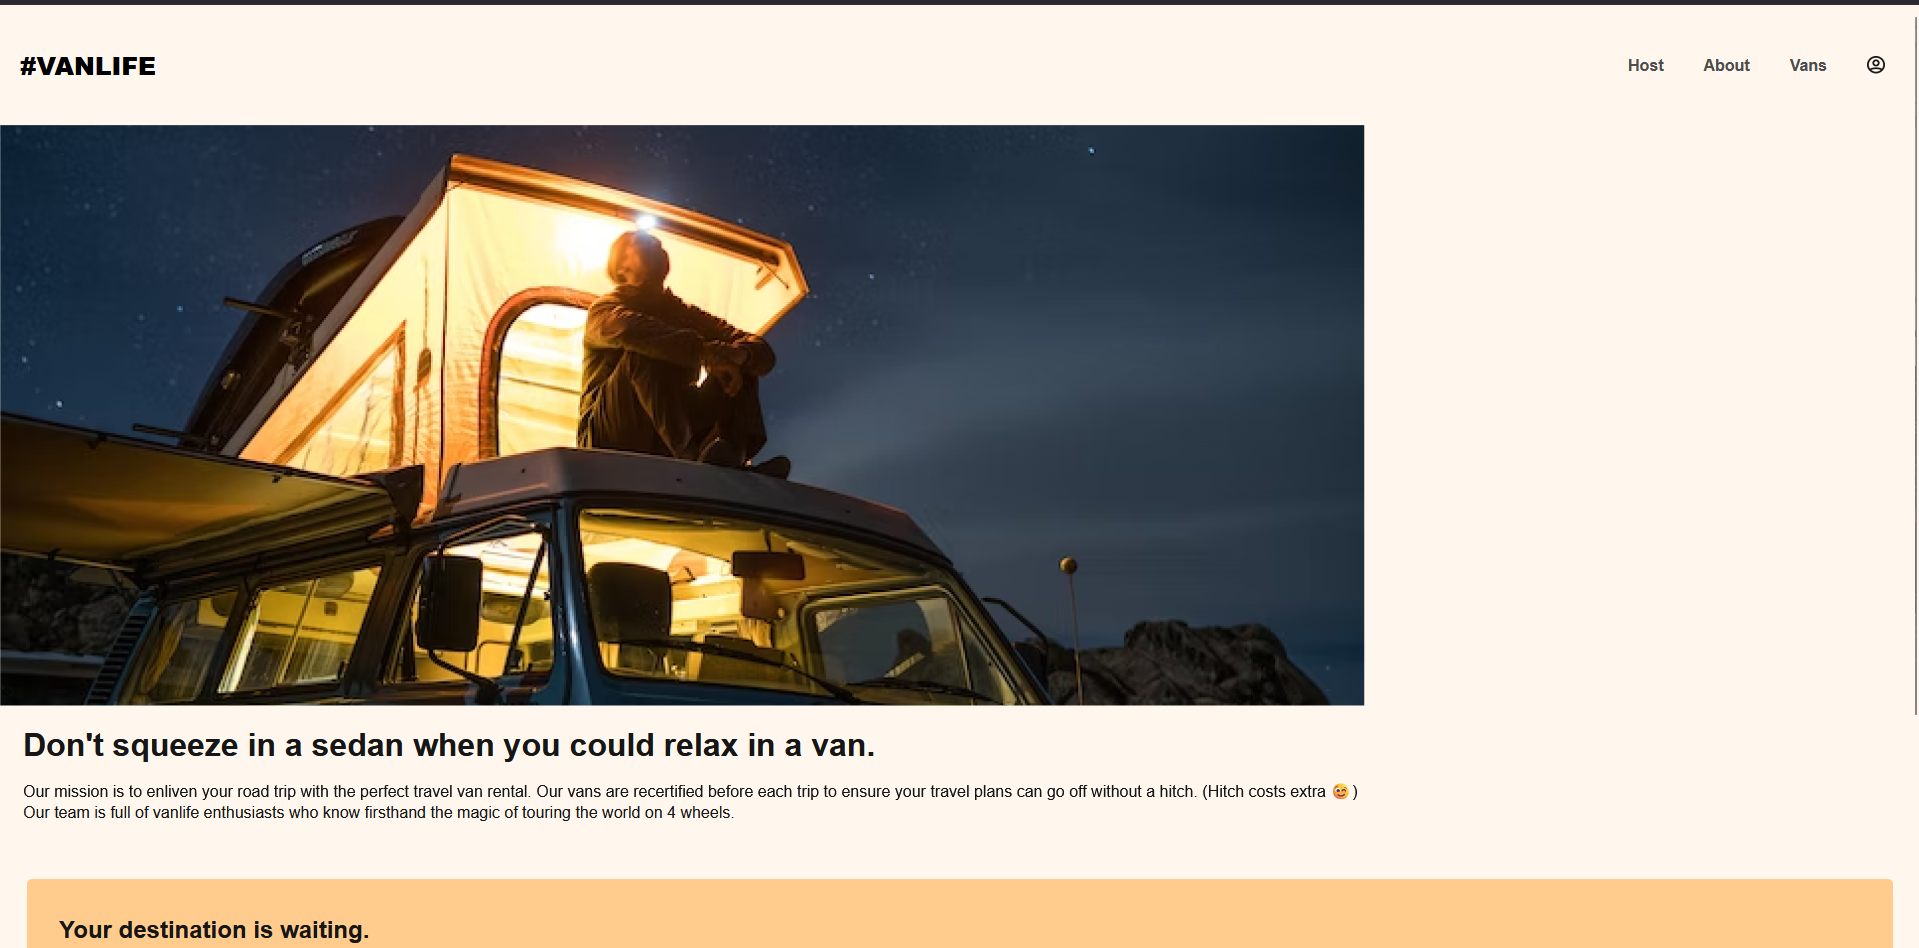 #VANLIFE
Host About Vans
Don't squeeze in a sedan when you could relax in a van.
Our mission is to enliven your road trip with the perfect travel van rental. Our vans are recertified before each trip to ensure your travel plans can go off without a hitch. (Hitch costs extra 😉)
Our team is full of vanlife enthusiasts who know firsthand the magic of touring the world on 4 wheels.
Your destination is waiting.